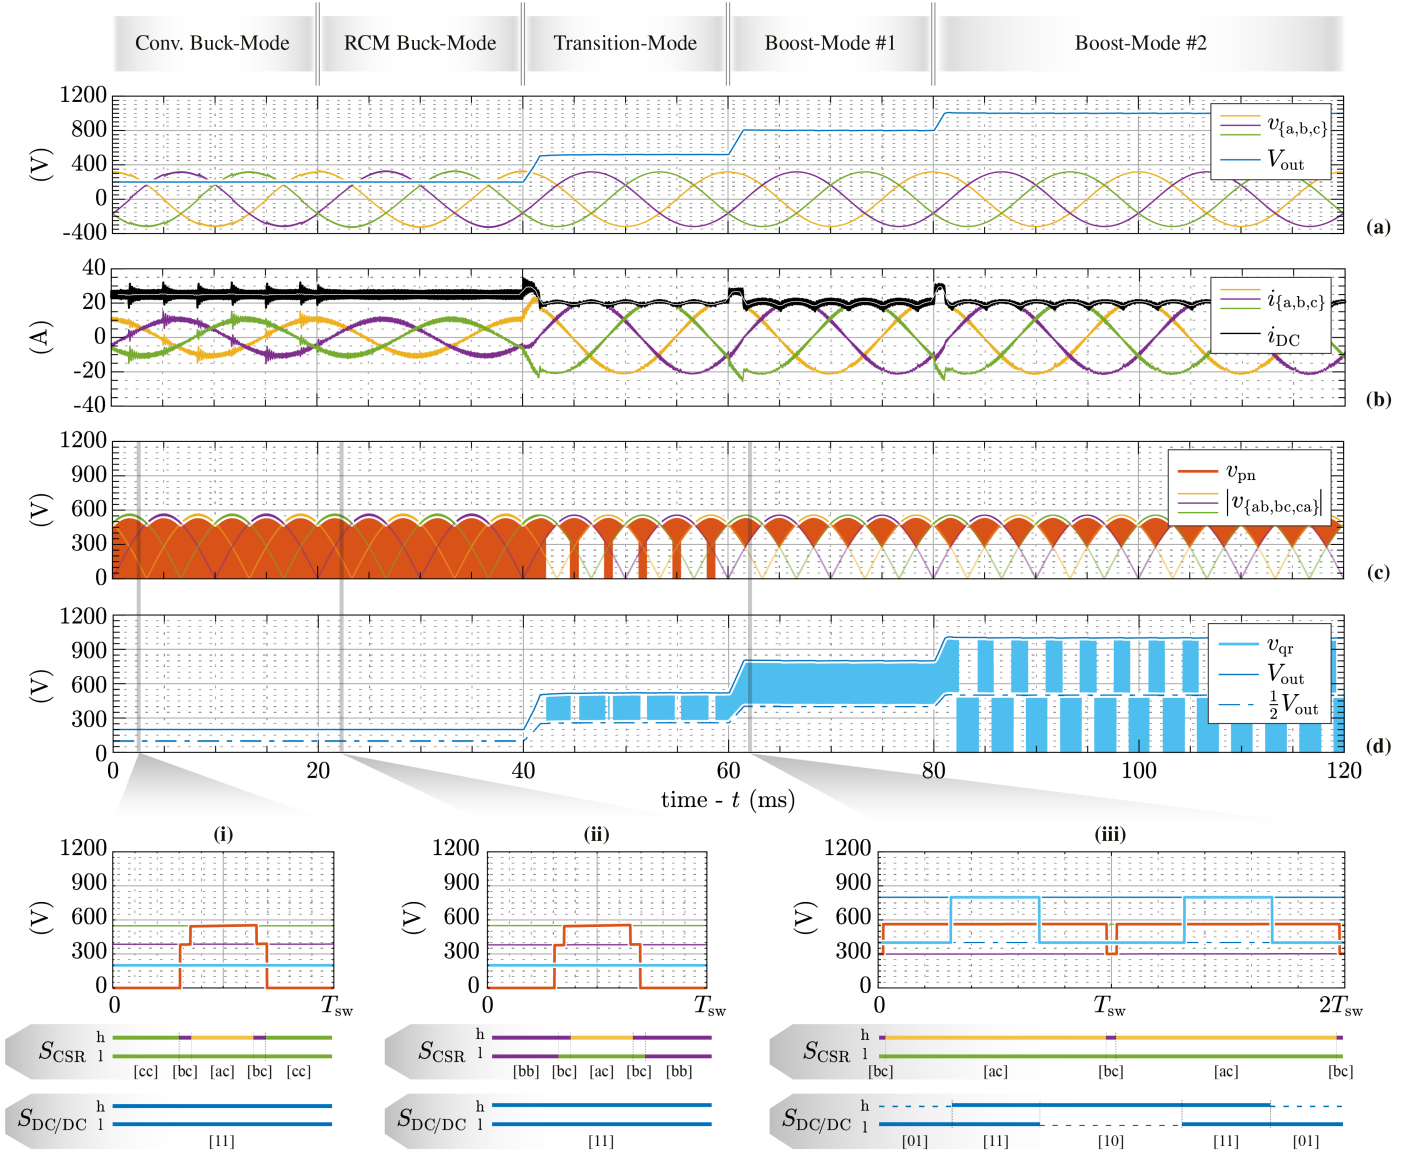 Conv. Buck-Mode RCM Buck-Mode Transition-Mode Boost-Mode #1 Boost-Mode #2
1200
800
400
0
-400
(V)
v{a,b,c}
Vout
(a)
40
20
0
-20
-40
(A)
i{a,b,c}
iDC
(b)
1200
900
600
300
0
(V)
vpn
|v{ab,bc,ca}|
(c)
1200
900
600
300
0
(V)
vqr
Vout
½Vout
(d)
0 20 40 60 80 100 120
time - t (ms)
(i) (ii) (iii)
1200
900
600
300
0
(V)
0 Tsw
1200
900
600
300
0
(V)
0 Tsw
1200
900
600
300
0
(V)
0 Tsw 2Tsw
SCSR h l
[cc] [bc] [ac] [bc] [cc]
SCSR h l
[bb] [bc] [ac] [bc] [bb]
SCSR h l
[bc] [ac] [bc] [ac] [bc]
SDC/DC h l
[11]
SDC/DC h l
[11]
SDC/DC h l
[01] [11] [10] [11] [01]